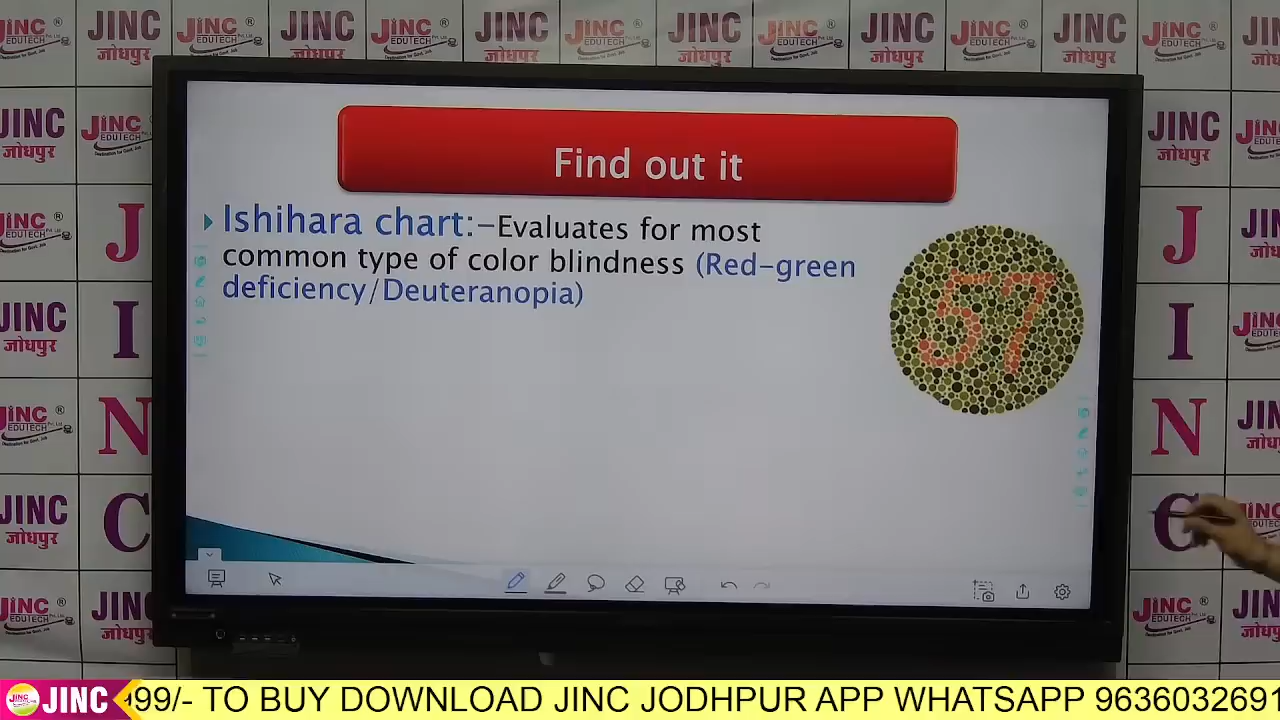 Find out it
Ishihara chart:-Evaluates for most
common type of color blindness (Red-green
deficiency/Deuteranopia)
57
JINC
EDUTECH
जोधपुर
J
I
N
C
J
I
N
C
JINC
499/- TO BUY DOWNLOAD JINC JODHPUR APP WHATSAPP 9636032691